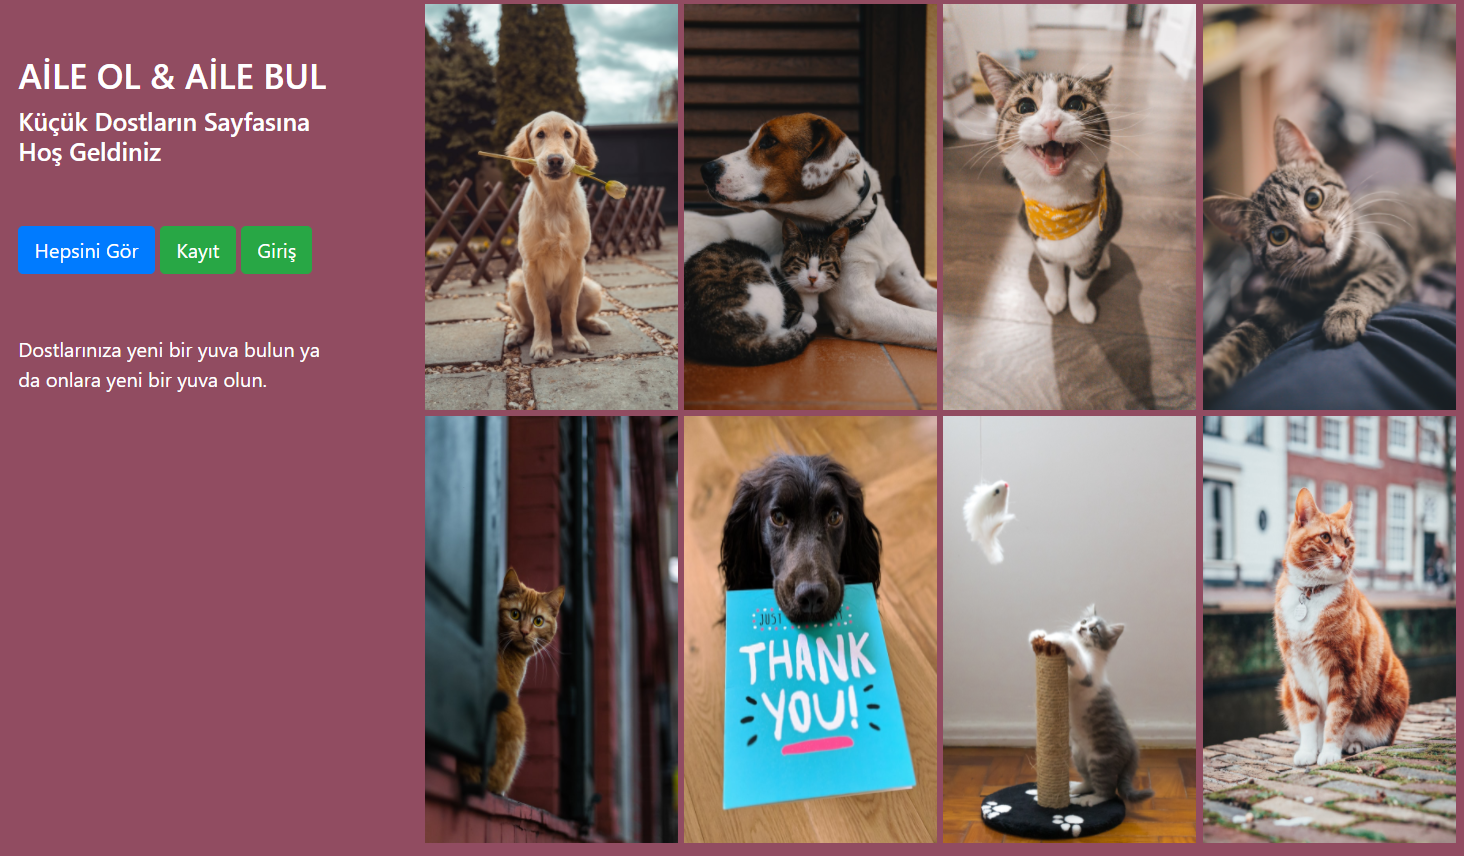 AİLE OL & AİLE BUL
Küçük Dostların Sayfasına
Hoş Geldiniz
Hepsini Gör
Kayıt
Giriş
Dostlarınıza yeni bir yuva bulun ya
da onlara yeni bir yuva olun.
JUST
THANK
YOU!